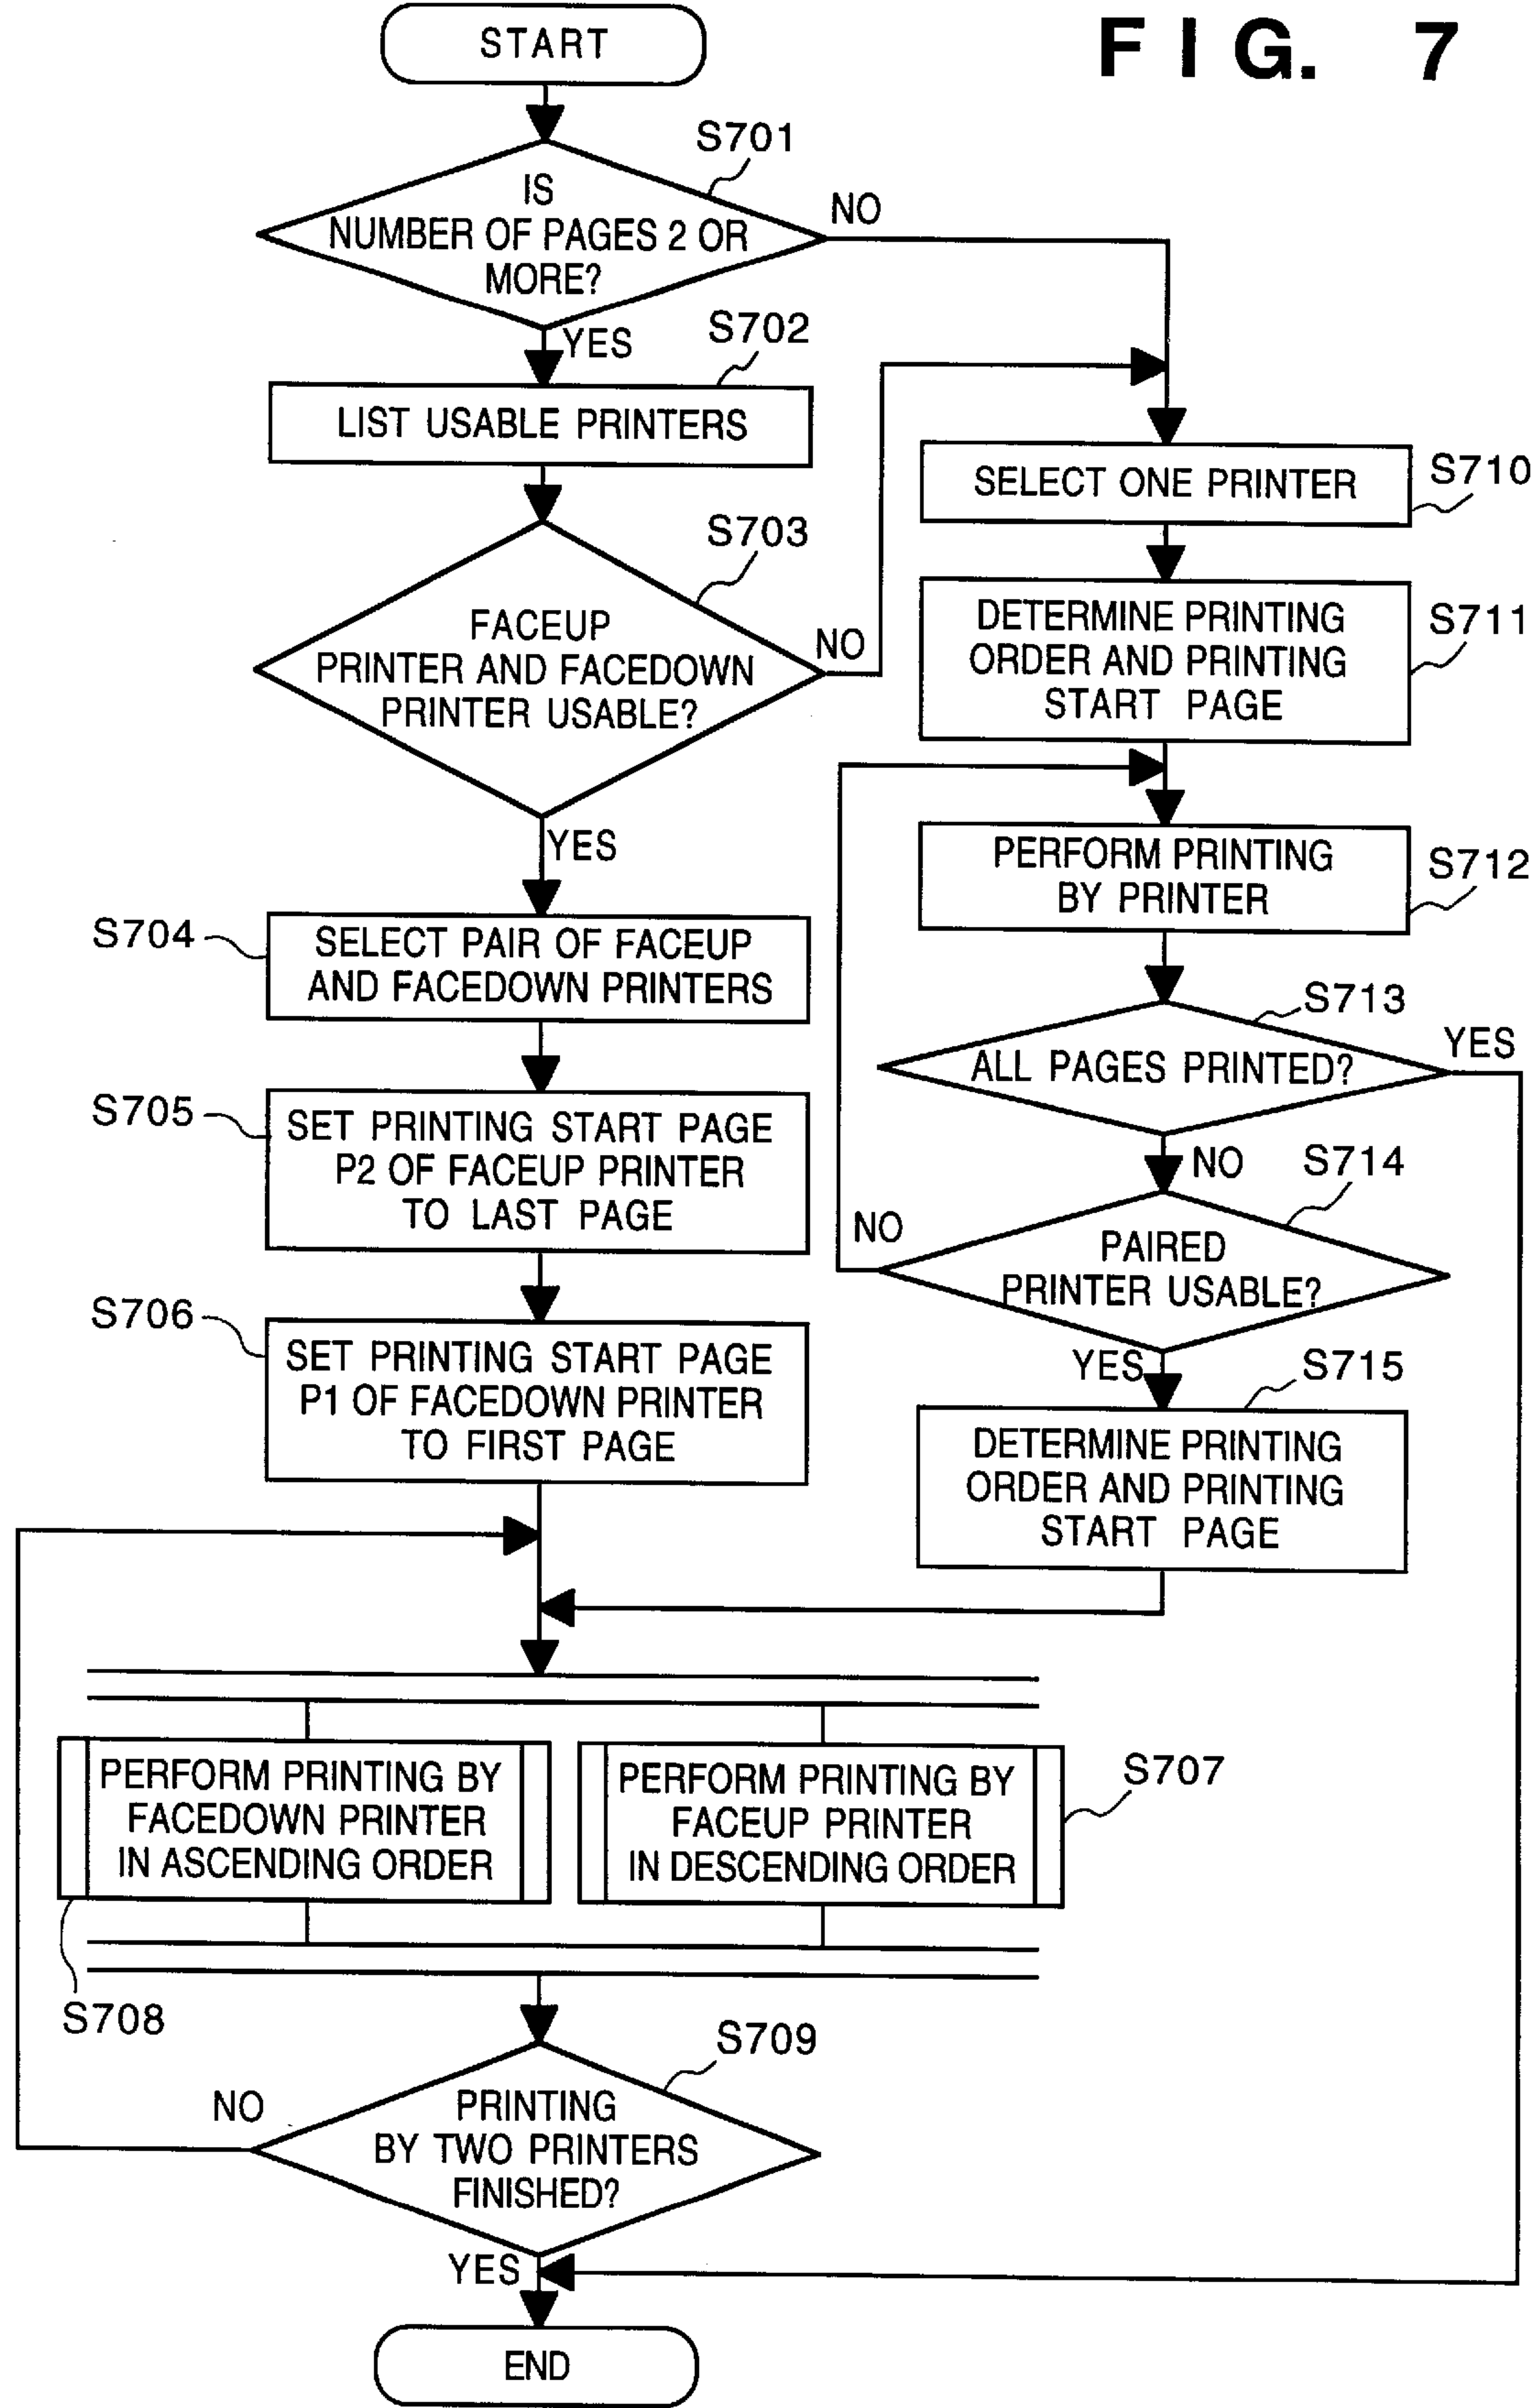 FIG. 7
START
S701
IS
NUMBER OF PAGES 2 OR
MORE?
NO
YES
S702
LIST USABLE PRINTERS
S703
FACEUP
PRINTER AND FACEDOWN
PRINTER USABLE?
NO
YES
S704
SELECT PAIR OF FACEUP
AND FACEDOWN PRINTERS
S705
SET PRINTING START PAGE
P2 OF FACEUP PRINTER
TO LAST PAGE
S706
SET PRINTING START PAGE
P1 OF FACEDOWN PRINTER
TO FIRST PAGE
SELECT ONE PRINTER
S710
DETERMINE PRINTING
ORDER AND PRINTING
START PAGE
S711
PERFORM PRINTING
BY PRINTER
S712
S713
ALL PAGES PRINTED?
YES
NO
S714
NO
PAIRED
PRINTER USABLE?
YES
S715
DETERMINE PRINTING
ORDER AND PRINTING
START PAGE
PERFORM PRINTING BY
FACEDOWN PRINTER
IN ASCENDING ORDER
S708
PERFORM PRINTING BY
FACEUP PRINTER
IN DESCENDING ORDER
S707
S709
NO
PRINTING
BY TWO PRINTERS
FINISHED?
YES
END